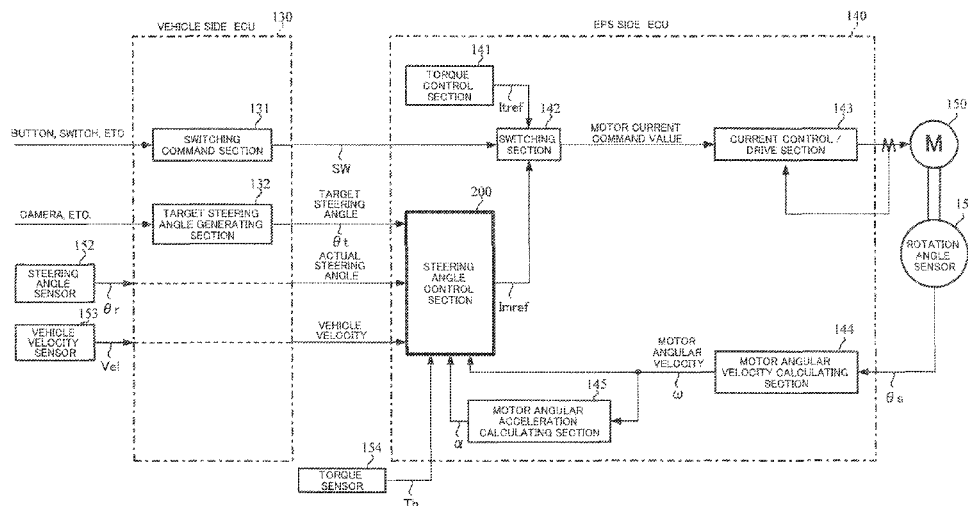 VEHICLE SIDE ECU
130
EPS SIDE ECU
140
141
TORQUE
CONTROL
SECTION
Itref
BUTTON, SWITCH, ETC
131
SWITCHING
COMMAND SECTION
SW
142
SWITCHING
SECTION
MOTOR CURRENT
COMMAND VALUE
143
CURRENT CONTROL /
DRIVE SECTION
150
M
CAMERA, ETC.
132
TARGET STEERING
ANGLE GENERATING
SECTION
TARGET
STEERING
ANGLE
θt
200
STEERING
ANGLE
CONTROL
SECTION
Imref
ROTATION
ANGLE
SENSOR
152
STEERING
ANGLE
SENSOR
θr
ACTUAL
STEERING
ANGLE
153
VEHICLE
VELOCITY
SENSOR
Vel
VEHICLE
VELOCITY
MOTOR
ANGULAR
VELOCITY
ω
144
MOTOR ANGULAR
VELOCITY CALCULATING
SECTION
θs
145
MOTOR ANGULAR
ACCELERATION
CALCULATING SECTION
α
154
TORQUE
SENSOR